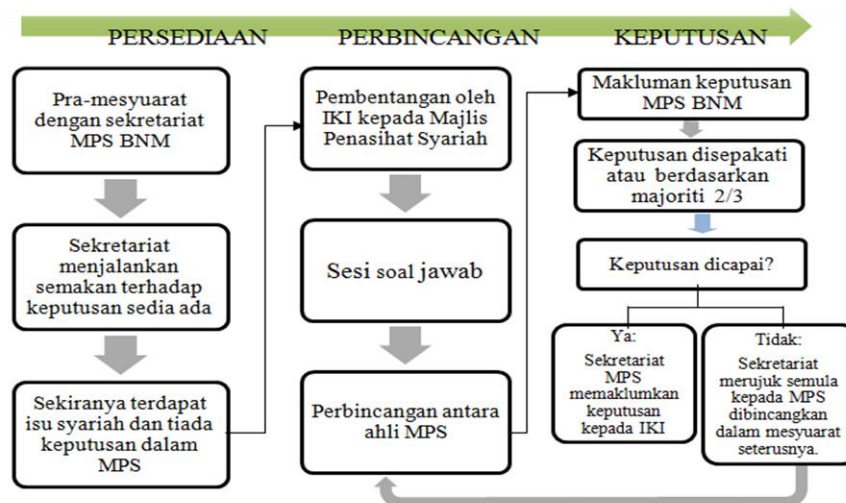 PERSEDIAAN
PERBINCANGAN
KEPUTUSAN
Pra-mesyuarat
dengan sekretariat
MPS BNM
Sekretariat
menjalankan
semakan terhadap
keputusan sedia ada
Sekiranya terdapat
isu syariah dan tiada
keputusan dalam
MPS
Pembentangan oleh
IKI kepada Majlis
Penasihat Syariah
Sesi soal jawab
Perbincangan antara
ahli MPS
Makluman keputusan
MPS BNM
Keputusan disepakati
atau berdasarkan
majoriti 2/3
Keputusan dicapai?
Ya:
Sekretariat
MPS
memaklumkan
keputusan
kepada IKI
Tidak:
Sekretariat
merujuk semula
kepada MPS
dibincangkan
dalam mesyuarat
seterusnya.